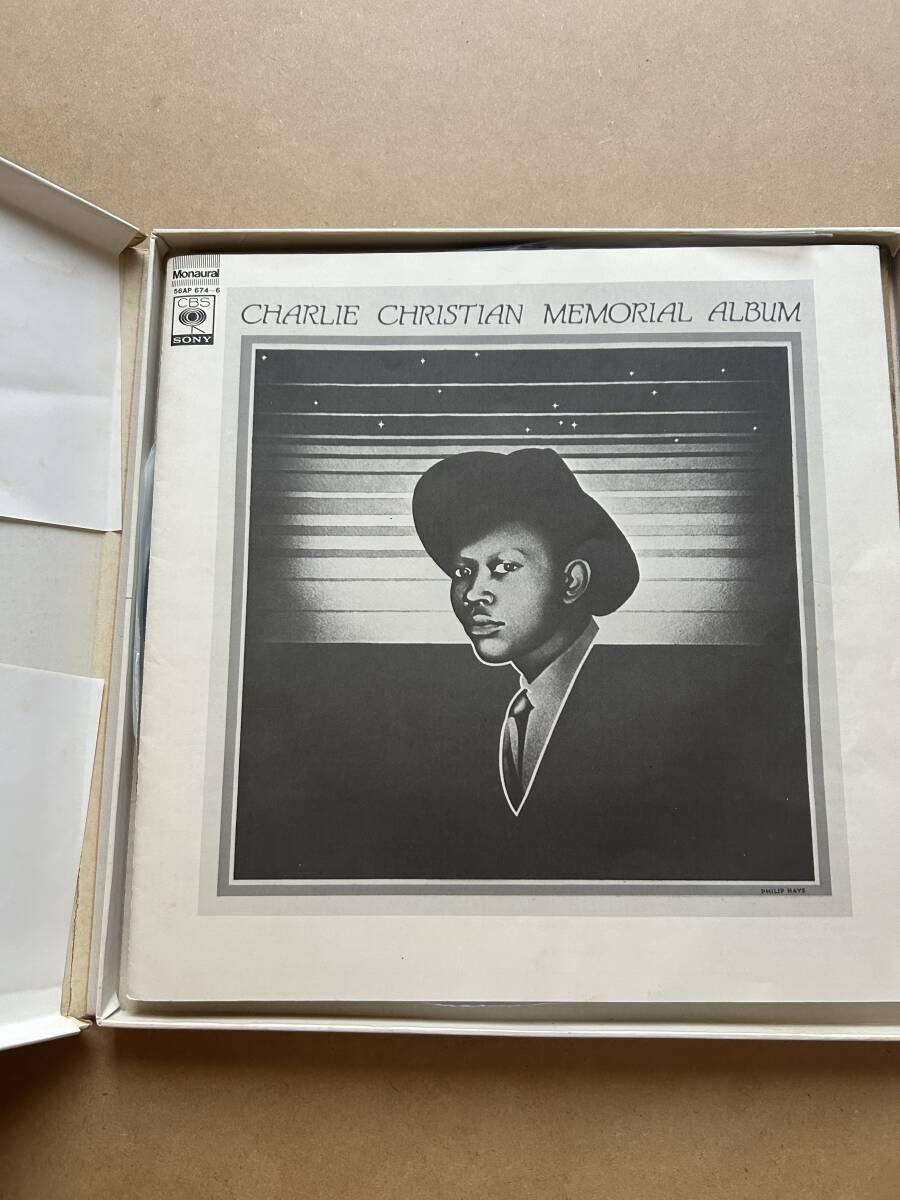 Monaural
56AP 674~6
CBS
SONY
CHARLIE CHRISTIAN MEMORIAL ALBUM
PHILIP HAYS